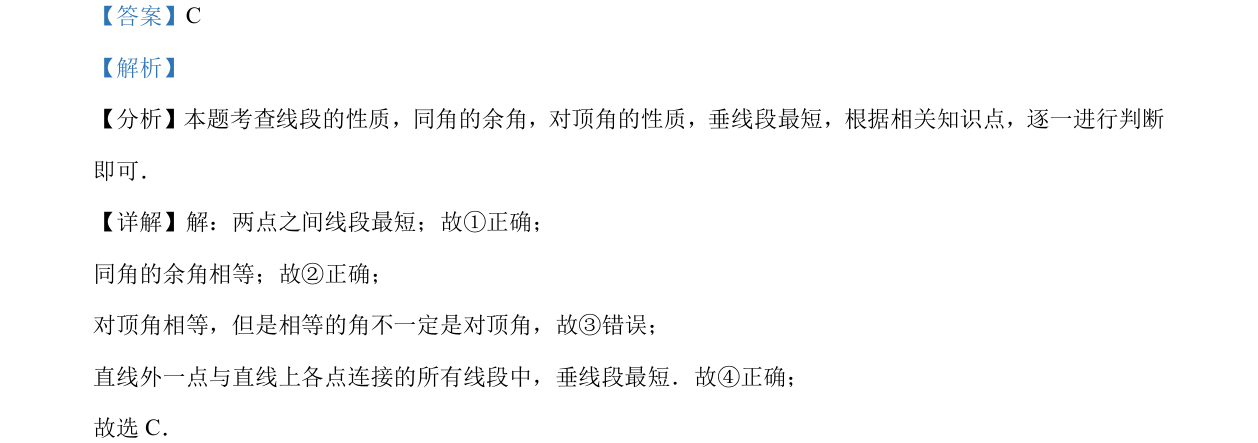 【答案】C
【解析】
【分析】本题考查线段的性质，同角的余角，对顶角的性质，垂线段最短，根据相关知识点，逐一进行判断
即可．
【详解】解：两点之间线段最短；故①正确；
同角的余角相等；故②正确；
对顶角相等，但是相等的角不一定是对顶角，故③错误；
直线外一点与直线上各点连接的所有线段中，垂线段最短．故④正确；
故选 C．